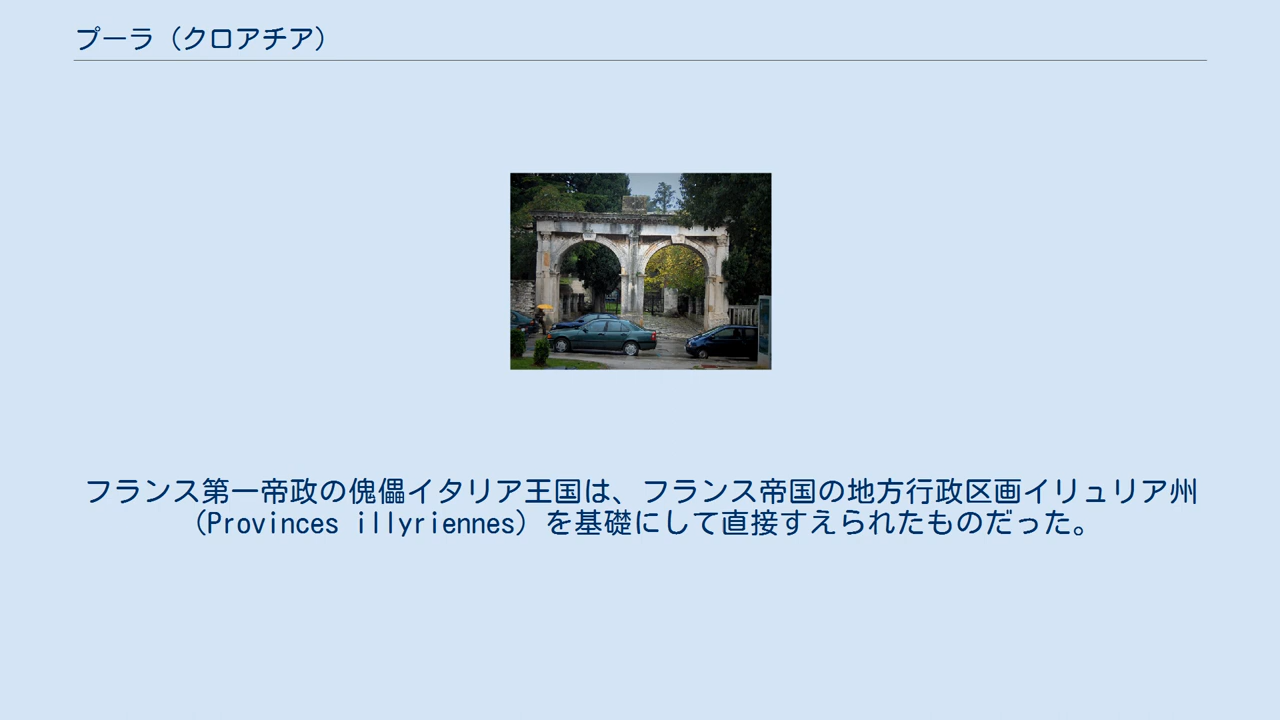 プーラ（クロアチア）
フランス第一帝政の傀儡イタリア王国は、フランス帝国の地方行政区画イリュリア州
（Provinces illyriennes）を基礎にして直接すえられたものだった。